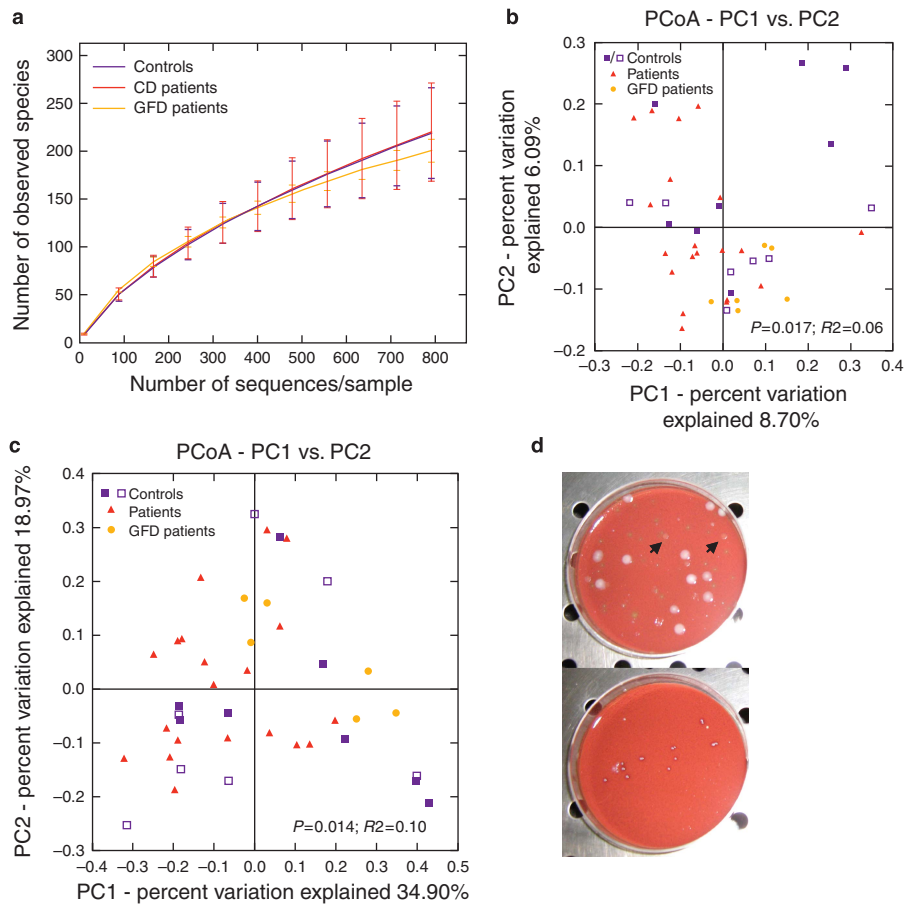 a
Number of observed species
300
250
200
150
100
50
0
Controls
CD patients
GFD patients
100 200 300 400 500 600 700 800
Number of sequences/sample
b
PCoA - PC1 vs. PC2
PC2 - percent variation
explained 6.09%
0.3
0.2
0.1
0.0
−0.1
−0.2
/ Controls
Patients
GFD patients
P=0.017; R2=0.06
−0.3 −0.2 −0.1 0.0 0.1 0.2 0.3 0.4
PC1 - percent variation
explained 8.70%
c
PCoA - PC1 vs. PC2
PC2 - percent variation explained 18.97%
0.4
0.3
0.2
0.1
0.0
−0.1
−0.2
−0.3
Controls
Patients
GFD patients
P=0.014; R2=0.10
−0.4 −0.3 −0.2 −0.1 0.0 0.1 0.2 0.3 0.4 0.5
PC1 - percent variation explained 34.90%
d